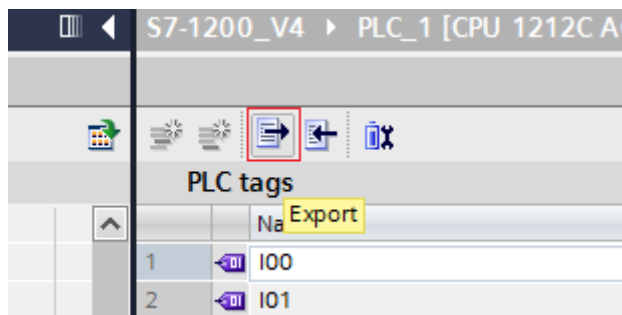 S7-1200_V4 ▸ PLC_1 [CPU 1212C A
PLC tags
Na
Export
1 I00
2 I01